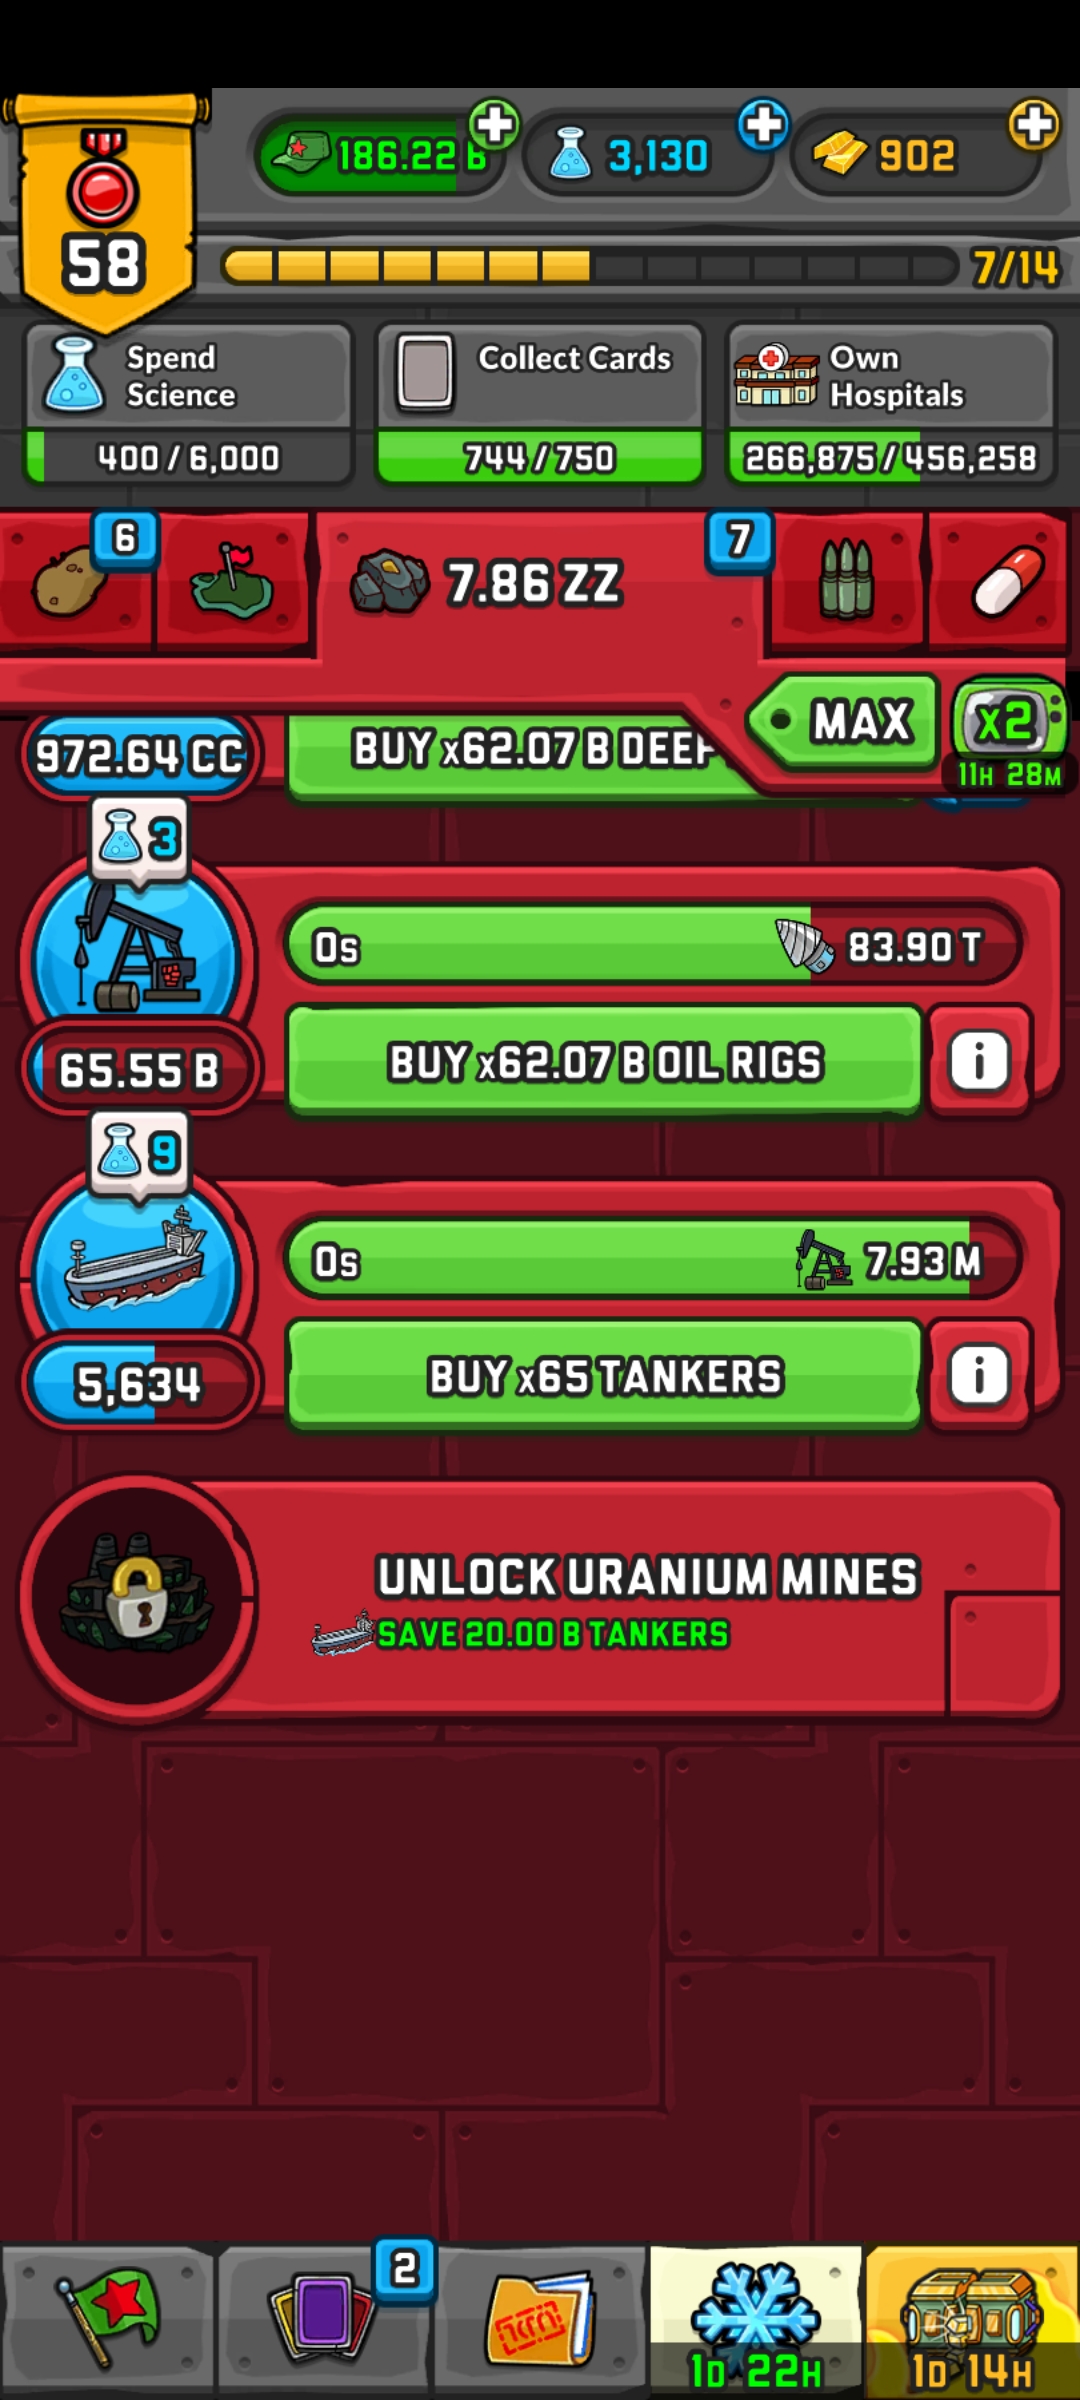 186.22 B
3,130
902
58
7/14
Spend
Science
Collect Cards
Own
Hospitals
400 / 6,000
744 / 750
266,875 / 456,258
6
7.86 ZZ
7
MAX
x2
11H 28M
972.64 CC
BUY x62.07 B DEEP
3
0s
83.90 T
65.55 B
BUY x62.07 B OIL RIGS
i
9
0s
7.93 M
5,634
BUY x65 TANKERS
i
UNLOCK URANIUM MINES
SAVE 20.00 B TANKERS
2
1D 22H
1D 14H